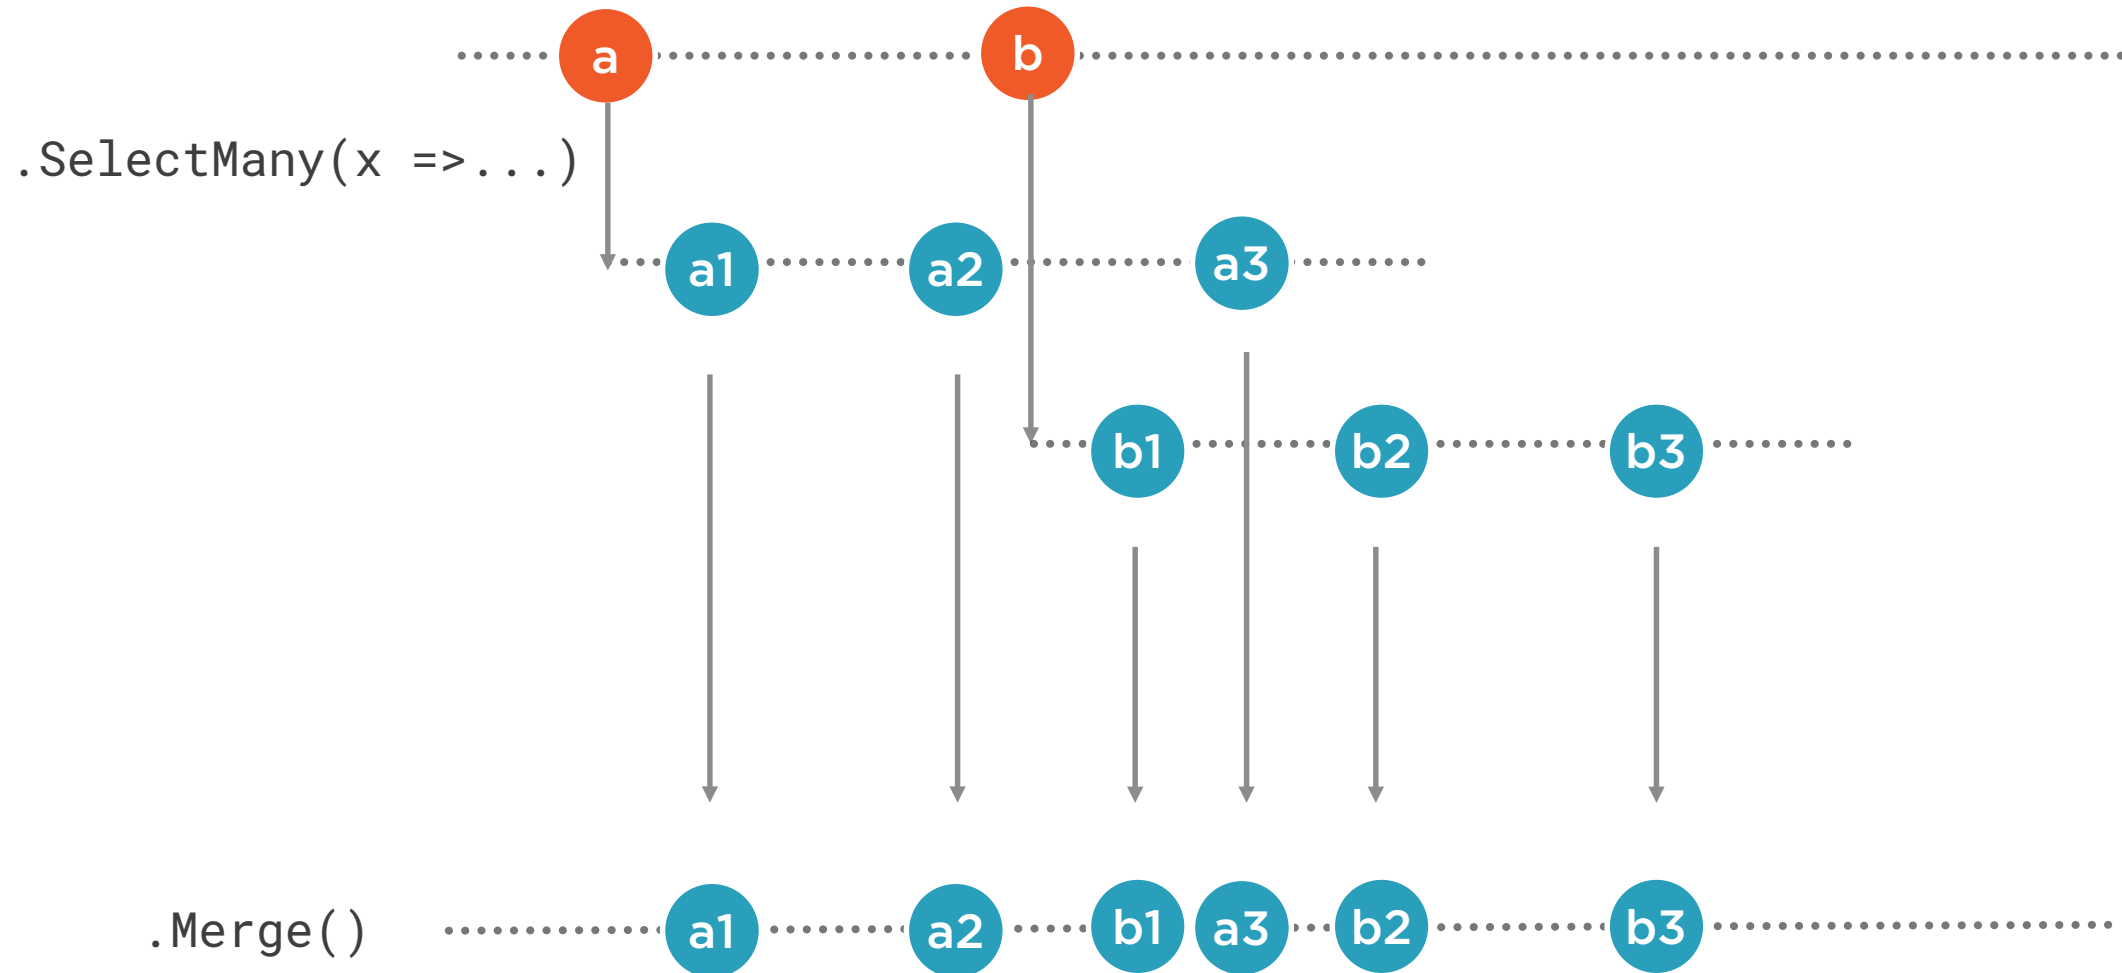 a b
.SelectMany(x =>...)
a1 a2 a3
b1 b2 b3
.Merge() a1 a2 b1 a3 b2 b3